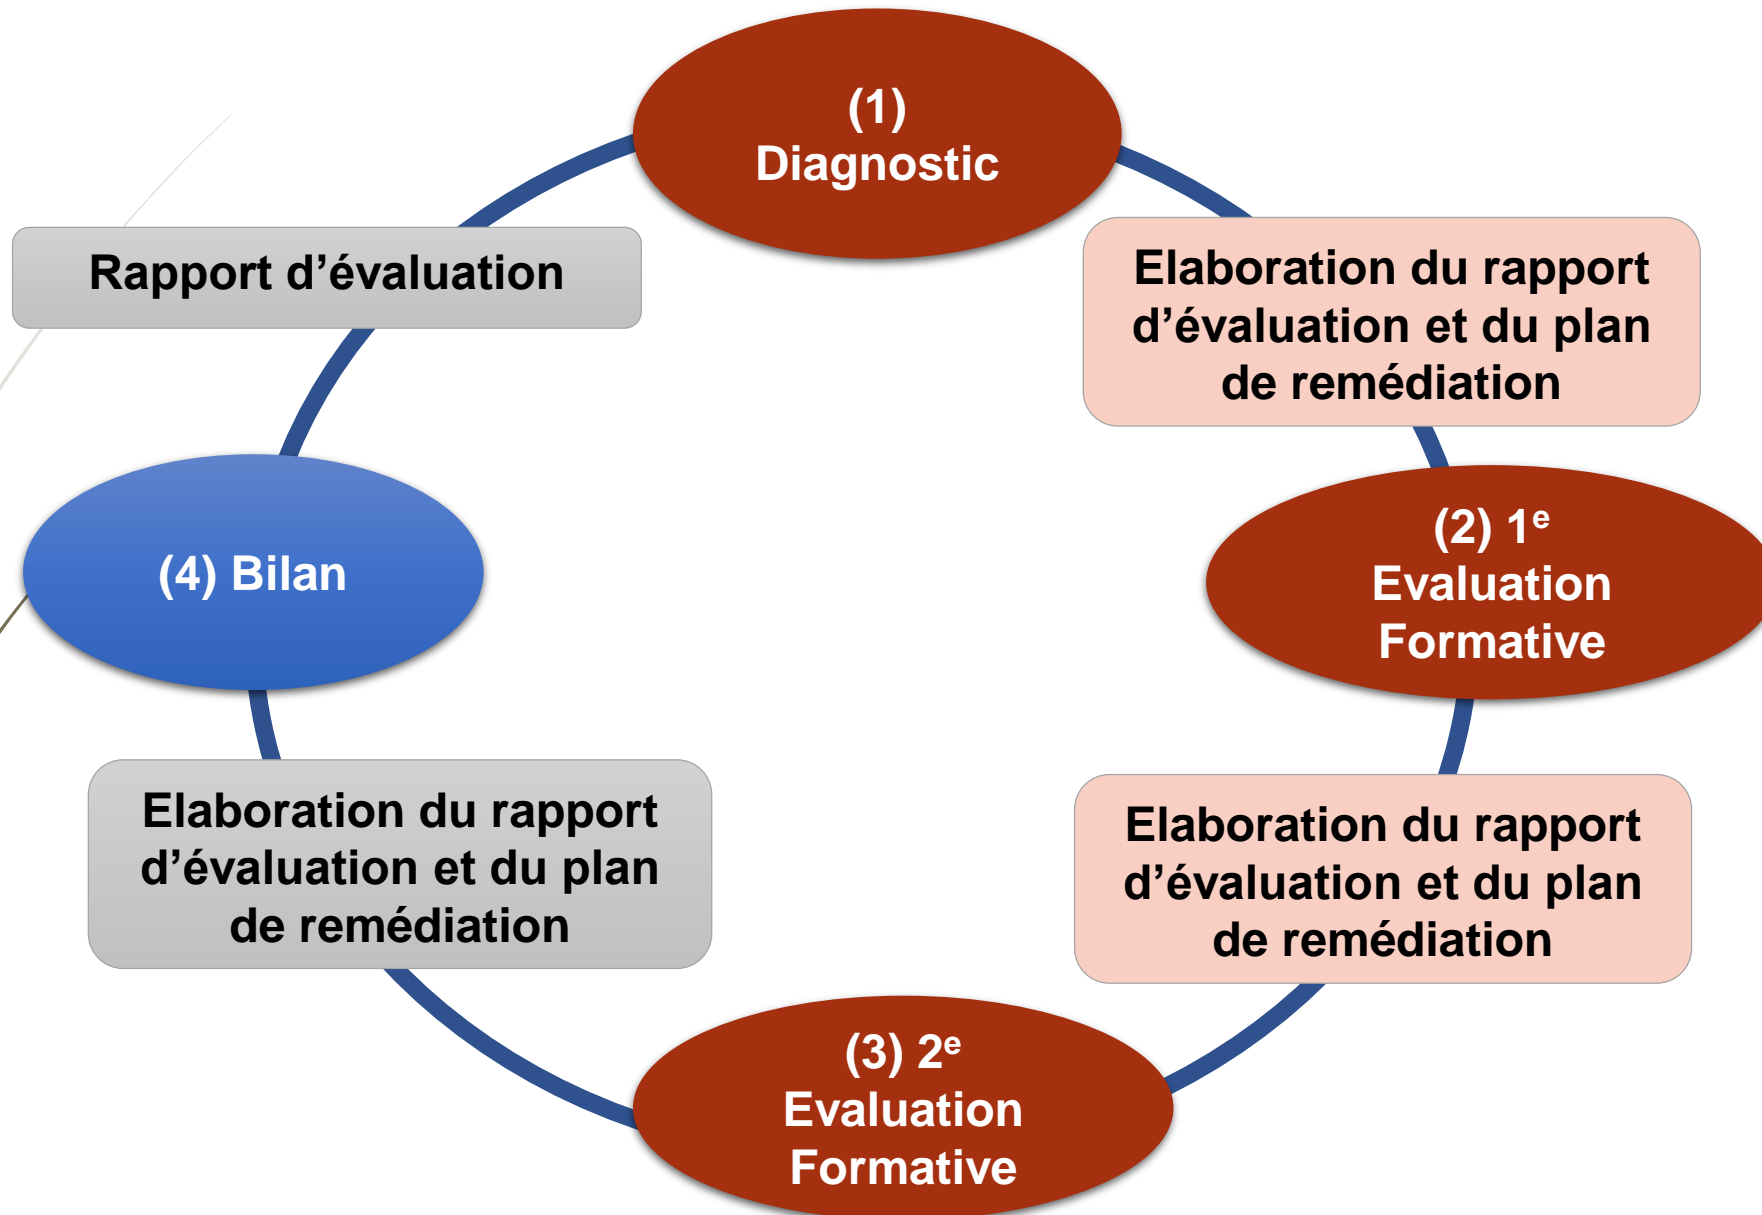 (1)
Diagnostic
Rapport d’évaluation
Elaboration du rapport
d’évaluation et du plan
de remédiation
(2) 1e
Evaluation
Formative
(4) Bilan
Elaboration du rapport
d’évaluation et du plan
de remédiation
Elaboration du rapport
d’évaluation et du plan
de remédiation
(3) 2e
Evaluation
Formative